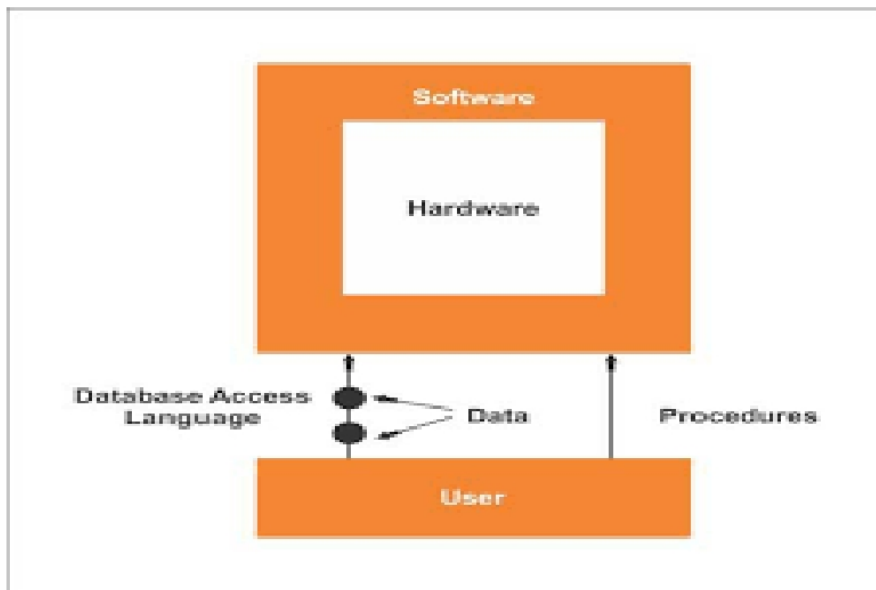 Software
Hardware
Database Access
Language
Data
Procedures
User